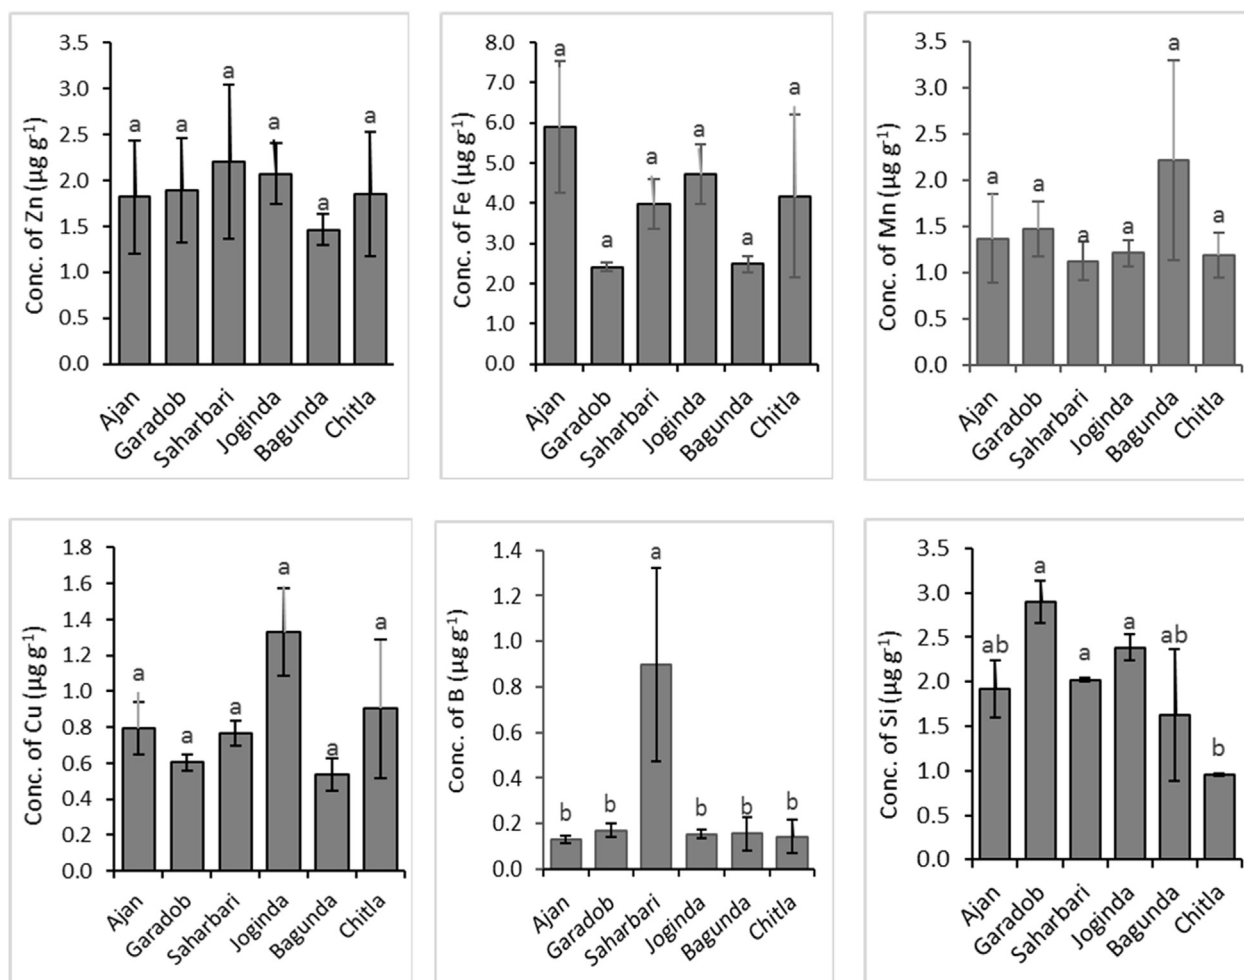 Conc. of Zn (µg g-1)
3.5
3.0
2.5
2.0
1.5
1.0
0.5
0.0
a
a
a
a
a
a
Ajan
Garadob
Saharbari
Joginda
Bagunda
Chitla
Conc. of Fe (µg g-1)
8.0
7.0
6.0
5.0
4.0
3.0
2.0
1.0
0.0
a
a
a
a
a
a
Ajan
Garadob
Saharbari
Joginda
Bagunda
Chitla
Conc. of Mn (µg g-1)
3.5
3.0
2.5
2.0
1.5
1.0
0.5
0.0
a
a
a
a
a
a
Ajan
Garadob
Saharbari
Joginda
Bagunda
Chitla
Conc. of Cu (µg g-1)
1.8
1.6
1.4
1.2
1.0
0.8
0.6
0.4
0.2
0.0
a
a
a
a
a
a
Ajan
Garadob
Saharbari
Joginda
Bagunda
Chitla
Conc. of B (µg g-1)
1.4
1.2
1.0
0.8
0.6
0.4
0.2
0.0
b
b
a
b
b
b
Ajan
Garadob
Saharbari
Joginda
Bagunda
Chitla
Conc. of Si (µg g-1)
3.5
3.0
2.5
2.0
1.5
1.0
0.5
0.0
ab
a
a
a
ab
b
Ajan
Garadob
Saharbari
Joginda
Bagunda
Chitla